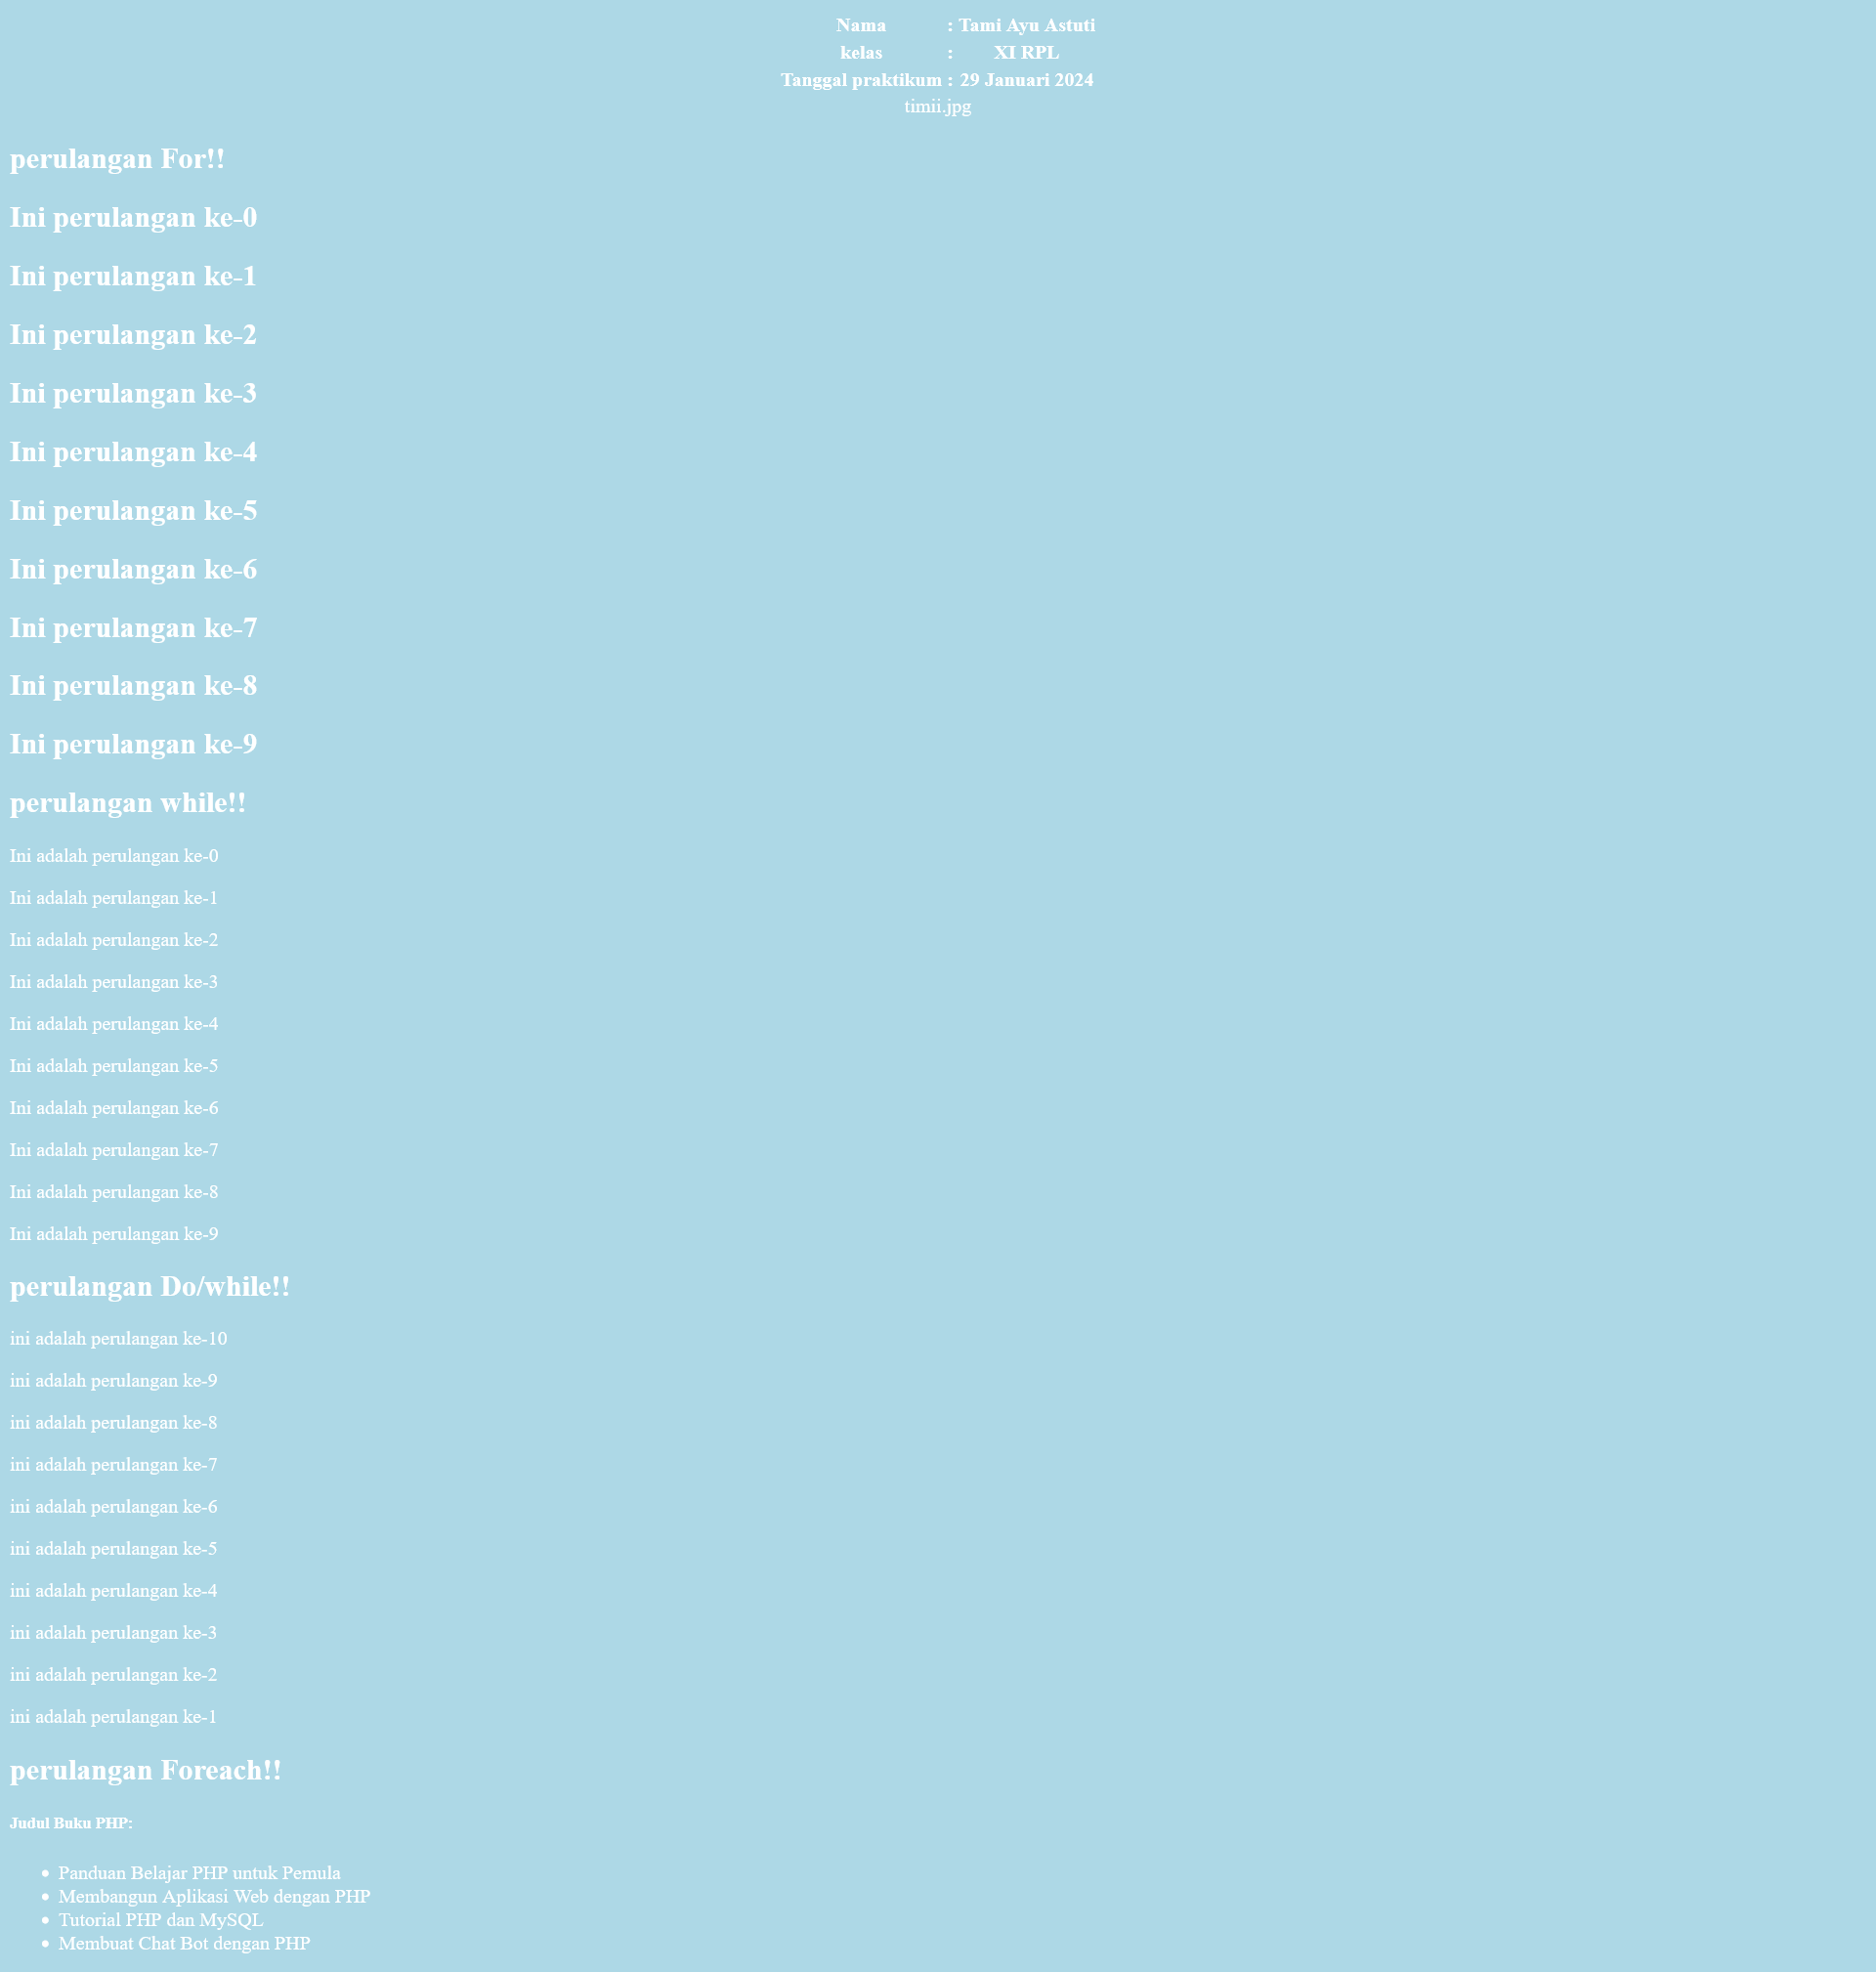 Nama : Tami Ayu Astuti
kelas : XI RPL
Tanggal praktikum : 29 Januari 2024
timii.jpg
perulangan For!!
Ini perulangan ke-0
Ini perulangan ke-1
Ini perulangan ke-2
Ini perulangan ke-3
Ini perulangan ke-4
Ini perulangan ke-5
Ini perulangan ke-6
Ini perulangan ke-7
Ini perulangan ke-8
Ini perulangan ke-9
perulangan while!!
Ini adalah perulangan ke-0
Ini adalah perulangan ke-1
Ini adalah perulangan ke-2
Ini adalah perulangan ke-3
Ini adalah perulangan ke-4
Ini adalah perulangan ke-5
Ini adalah perulangan ke-6
Ini adalah perulangan ke-7
Ini adalah perulangan ke-8
Ini adalah perulangan ke-9
perulangan Do/while!!
ini adalah perulangan ke-10
ini adalah perulangan ke-9
ini adalah perulangan ke-8
ini adalah perulangan ke-7
ini adalah perulangan ke-6
ini adalah perulangan ke-5
ini adalah perulangan ke-4
ini adalah perulangan ke-3
ini adalah perulangan ke-2
ini adalah perulangan ke-1
perulangan Foreach!!
Judul Buku PHP:
• Panduan Belajar PHP untuk Pemula
• Membangun Aplikasi Web dengan PHP
• Tutorial PHP dan MySQL
• Membuat Chat Bot dengan PHP